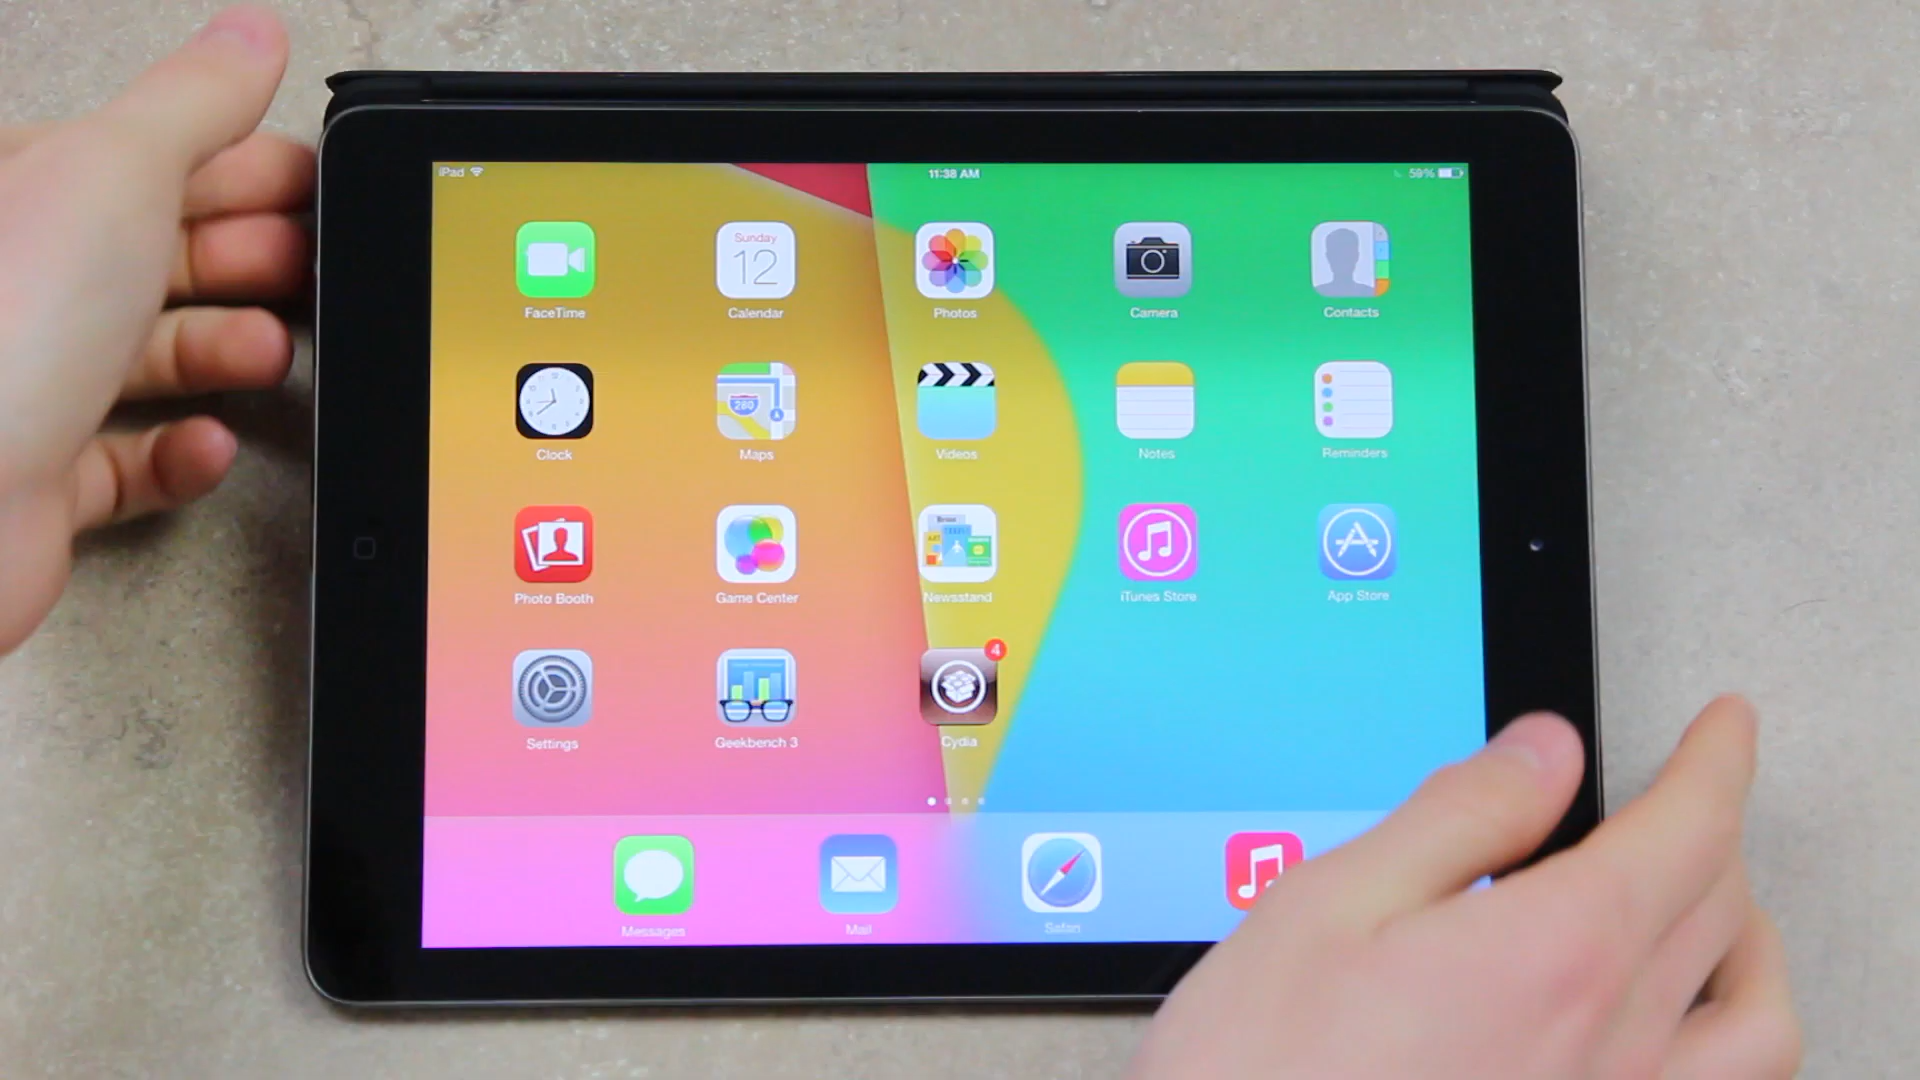 iPad 11:38 AM 59%
Sunday
12
FaceTime Calendar Photos Camera Contacts
280
Clock Maps Videos Notes Reminders
Photo Booth Game Center Newsstand iTunes Store App Store
4
Settings Geekbench 3 Cydia
Messages Mail Safari